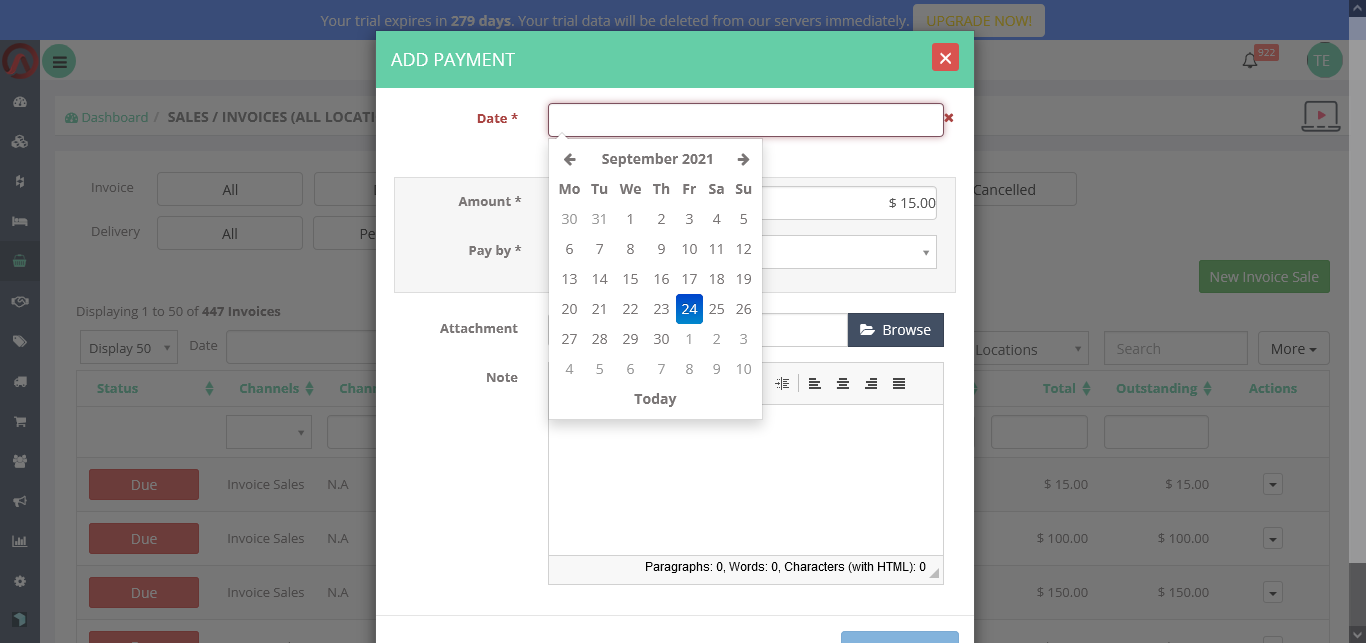 Your trial expires in 279 days. Your trial data will be deleted from our servers immediately. UPGRADE NOW!
ADD PAYMENT
922
TE
Dashboard / SALES / INVOICES (ALL LOCATI
Date *
September 2021
Mo Tu We Th Fr Sa Su
30 31 1 2 3 4 5
6 7 8 9 10 11 12
13 14 15 16 17 18 19
20 21 22 23 24 25 26
27 28 29 30 1 2 3
4 5 6 7 8 9 10
Today
Invoice All Cancelled
Amount * $ 15.00
Delivery All Pe
Pay by *
New Invoice Sale
Displaying 1 to 50 of 447 Invoices
Attachment Browse
Display 50 Date Locations Search More
Note
Status Channels Chann Total Outstanding Actions
Due Invoice Sales N.A $ 15.00 $ 15.00
Due Invoice Sales N.A $ 100.00 $ 100.00
Paragraphs: 0, Words: 0, Characters (with HTML): 0
Due Invoice Sales N.A $ 150.00 $ 150.00